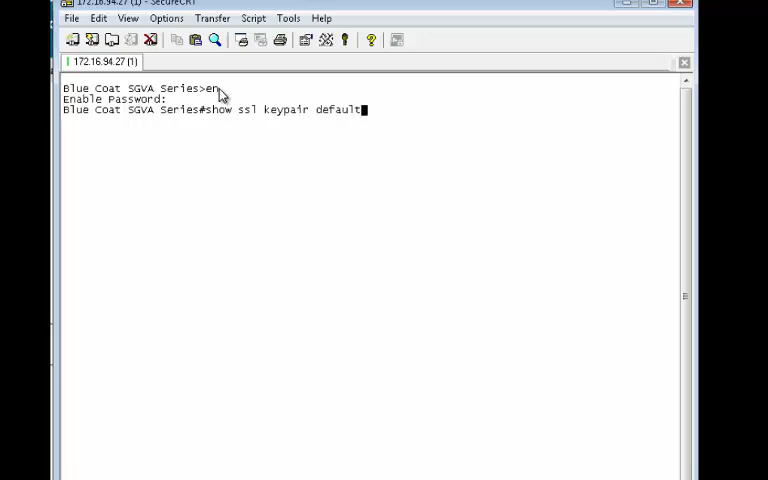 172.16.94.27 (1) - SecureCRT
File Edit View Options Transfer Script Tools Help
172.16.94.27 (1)
Blue Coat SGVA Series>en
Enable Password:
Blue Coat SGVA Series#show ssl keypair default